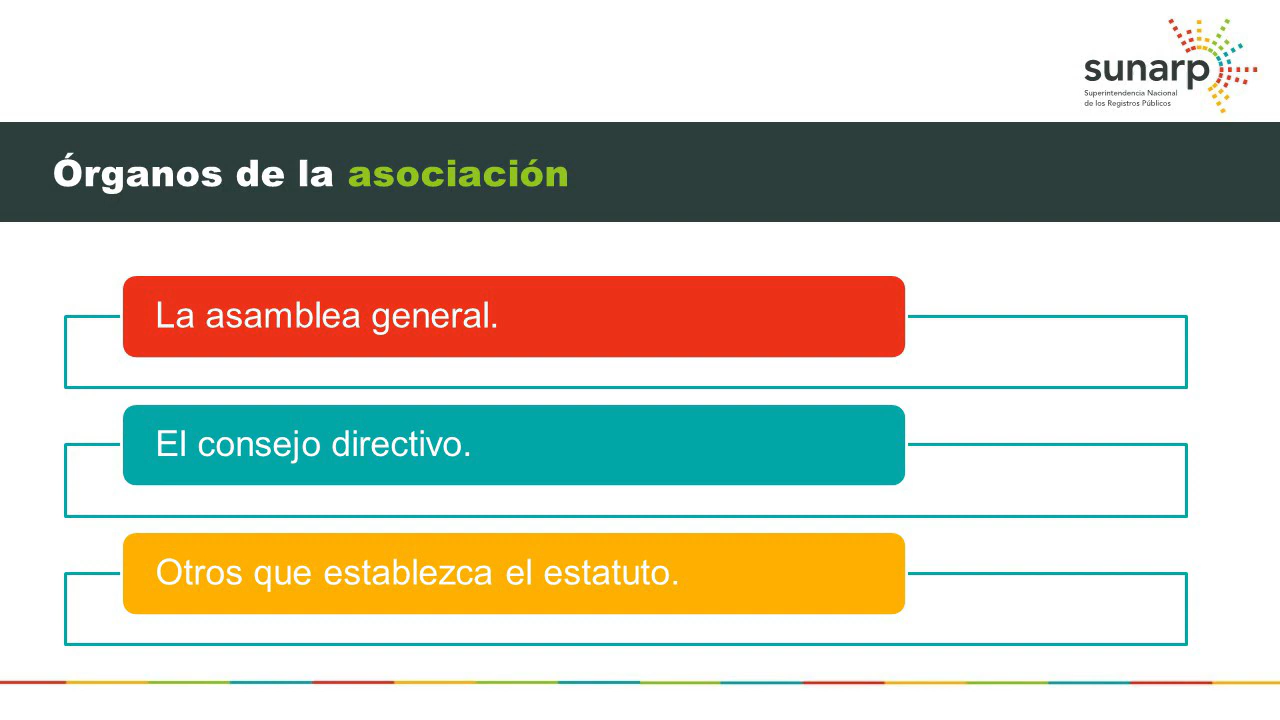 sunarp
Superintendencia Nacional
de los Registros Públicos
Órganos de la asociación
La asamblea general.
El consejo directivo.
Otros que establezca el estatuto.